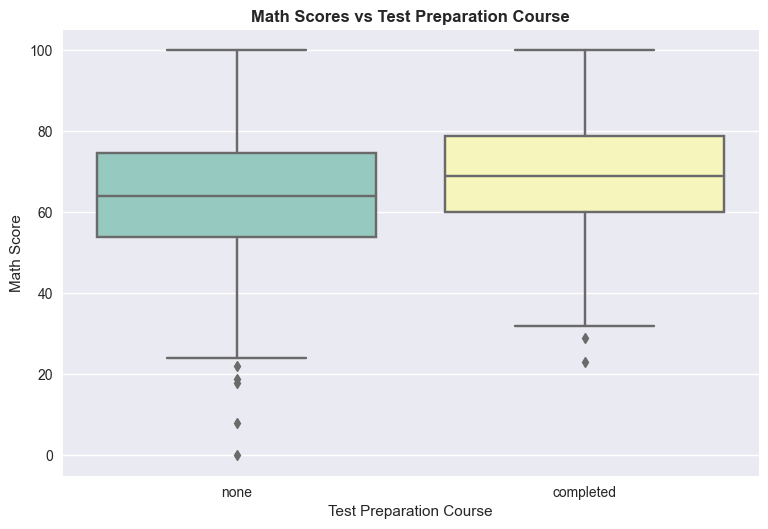 Math Scores vs Test Preparation Course
100
80
60
40
20
0
Math Score
none
completed
Test Preparation Course